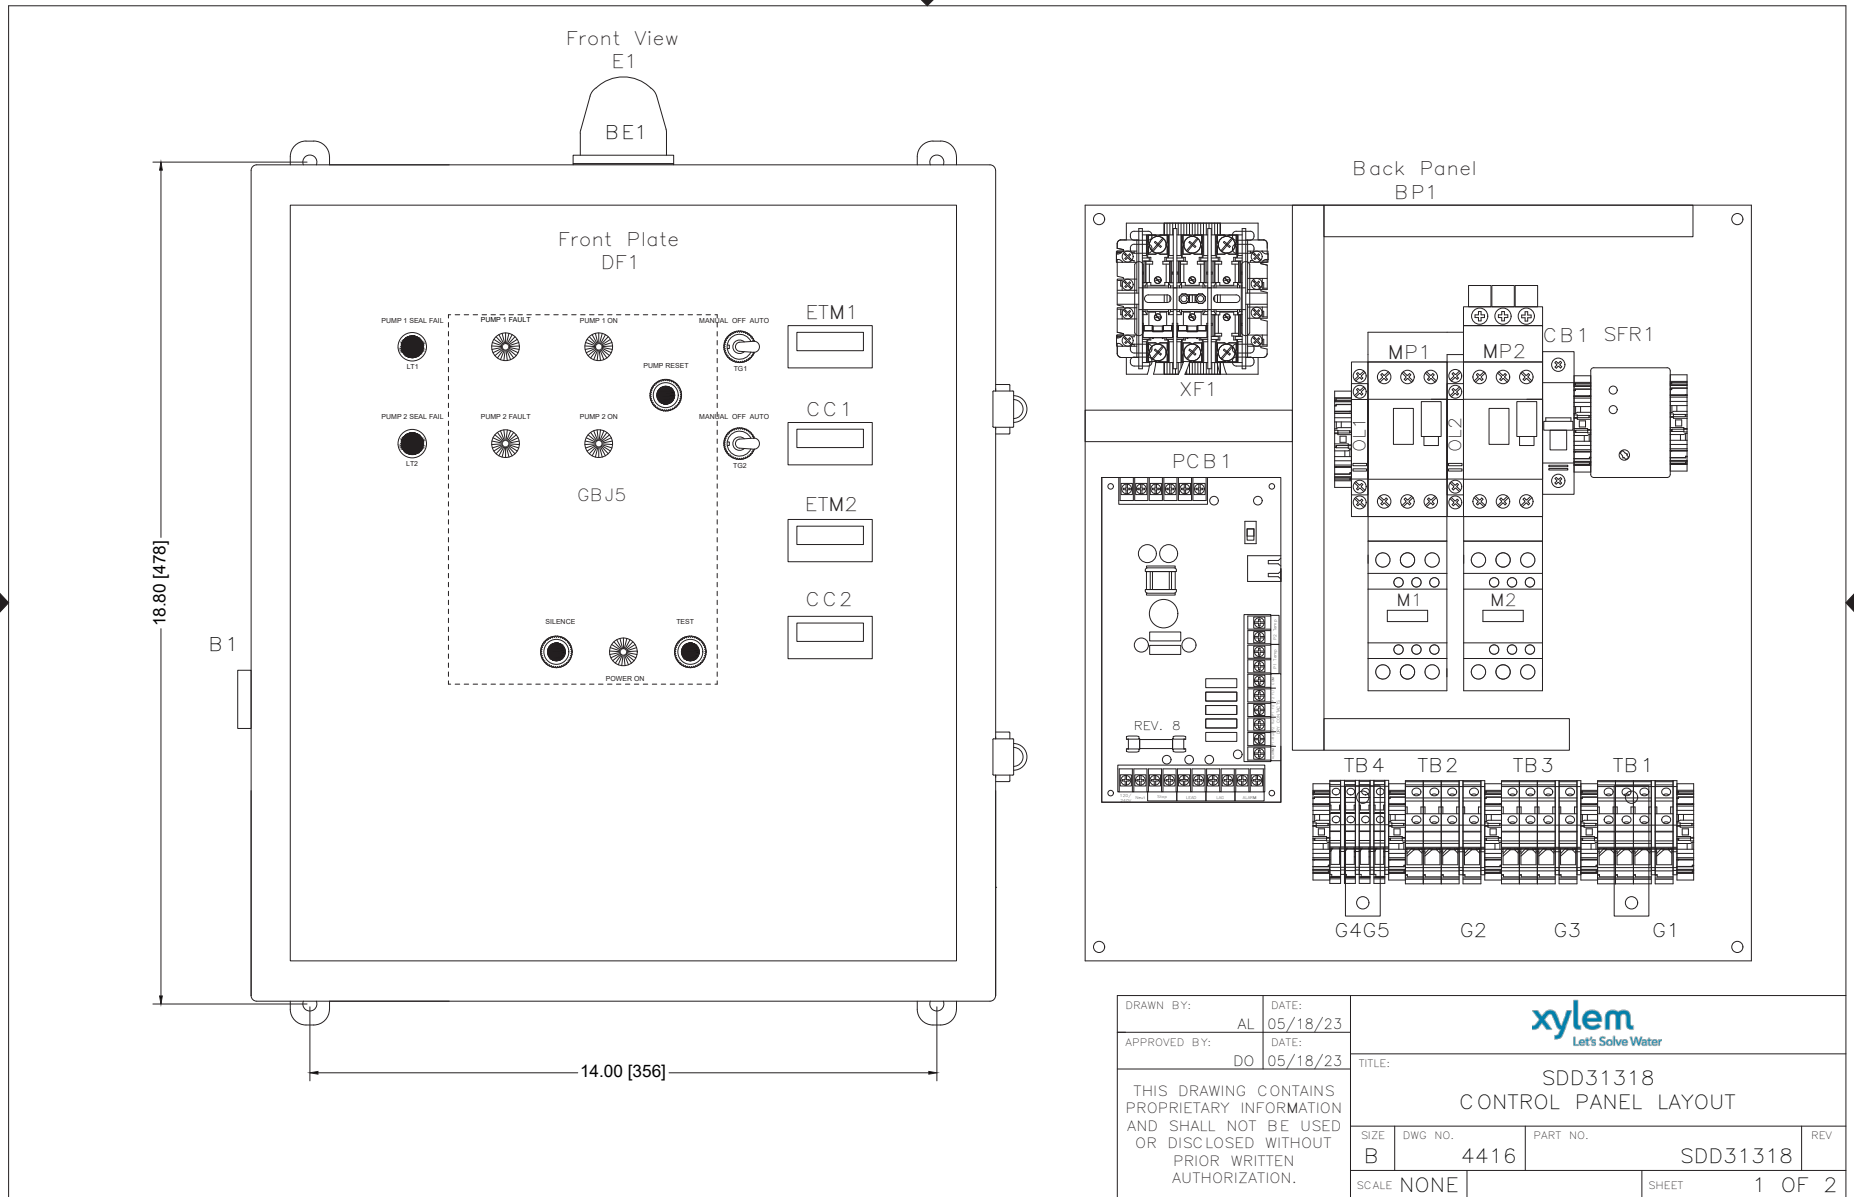 Front View
E1
BE1
Front Plate
DF1
PUMP 1 SEAL FAIL
PUMP 1 FAULT
PUMP 1 ON
MANUAL OFF AUTO
ETM1
LT1
TG1
PUMP RESET
PUMP 2 SEAL FAIL
PUMP 2 FAULT
PUMP 2 ON
MANUAL OFF AUTO
CC1
LT2
TG2
GBJ5
ETM2
CC2
SILENCE
TEST
POWER ON
B1
18.80 [478]
14.00 [356]
Back Panel
BP1
XF1
MP1
MP2
CB1
SFR1
OL1
OL2
PCB1
M1
M2
REV. 8
TB4
TB2
TB3
TB1
G4G5
G2
G3
G1
DRAWN BY:
AL
DATE:
05/18/23
APPROVED BY:
DO
DATE:
05/18/23
THIS DRAWING CONTAINS
PROPRIETARY INFORMATION
AND SHALL NOT BE USED
OR DISCLOSED WITHOUT
PRIOR WRITTEN
AUTHORIZATION.
xylem
Let's Solve Water
TITLE:
SDD31318
CONTROL PANEL LAYOUT
SIZE
B
DWG NO.
4416
PART NO.
SDD31318
REV
SCALE NONE
SHEET 1 OF 2